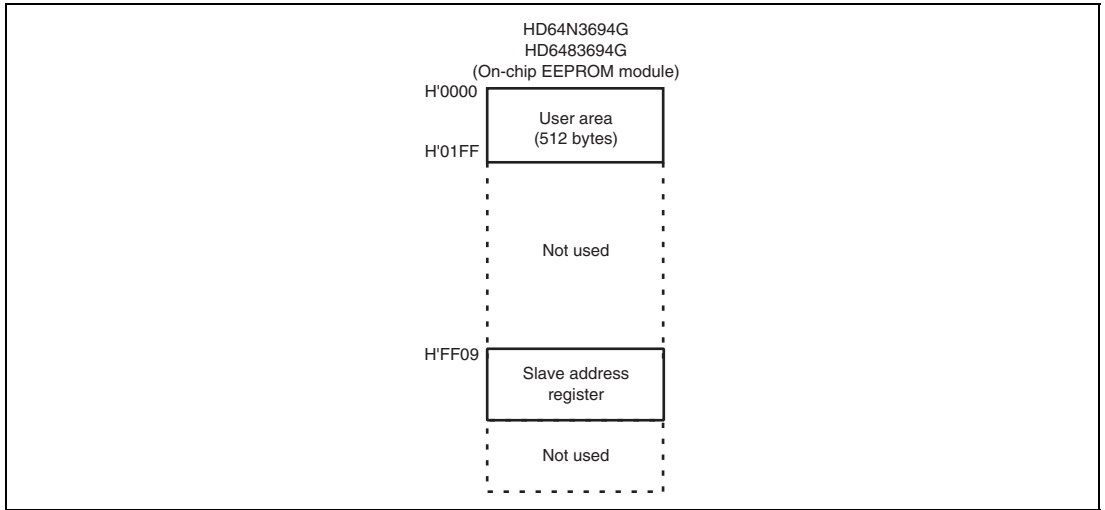 HD64N3694G
HD6483694G
(On-chip EEPROM module)
H'0000
User area
(512 bytes)
H'01FF
Not used
H'FF09
Slave address
register
Not used